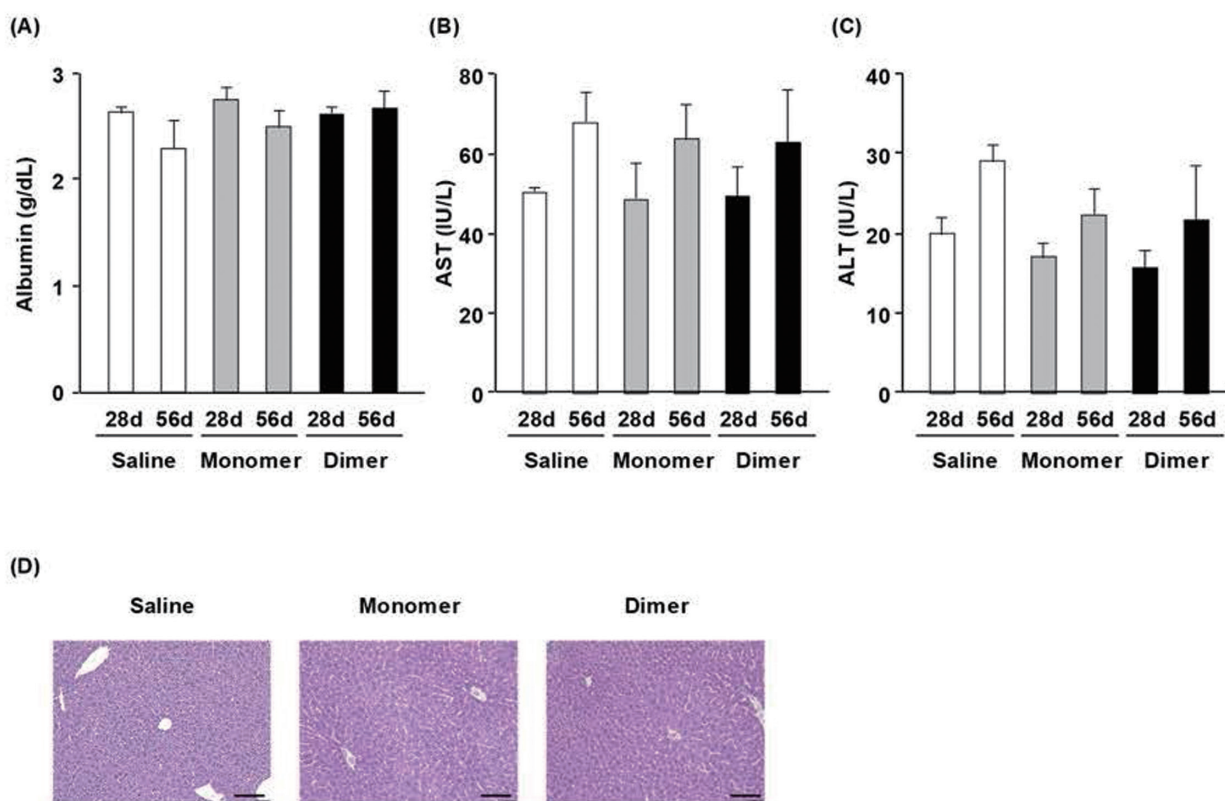 (A)
(B)
(C)
3
2
1
0
Albumin (g/dL)
28d 56d 28d 56d 28d 56d
Saline Monomer Dimer
80
60
40
20
0
AST (IU/L)
28d 56d 28d 56d 28d 56d
Saline Monomer Dimer
40
30
20
10
0
ALT (IU/L)
28d 56d 28d 56d 28d 56d
Saline Monomer Dimer
(D)
Saline Monomer Dimer